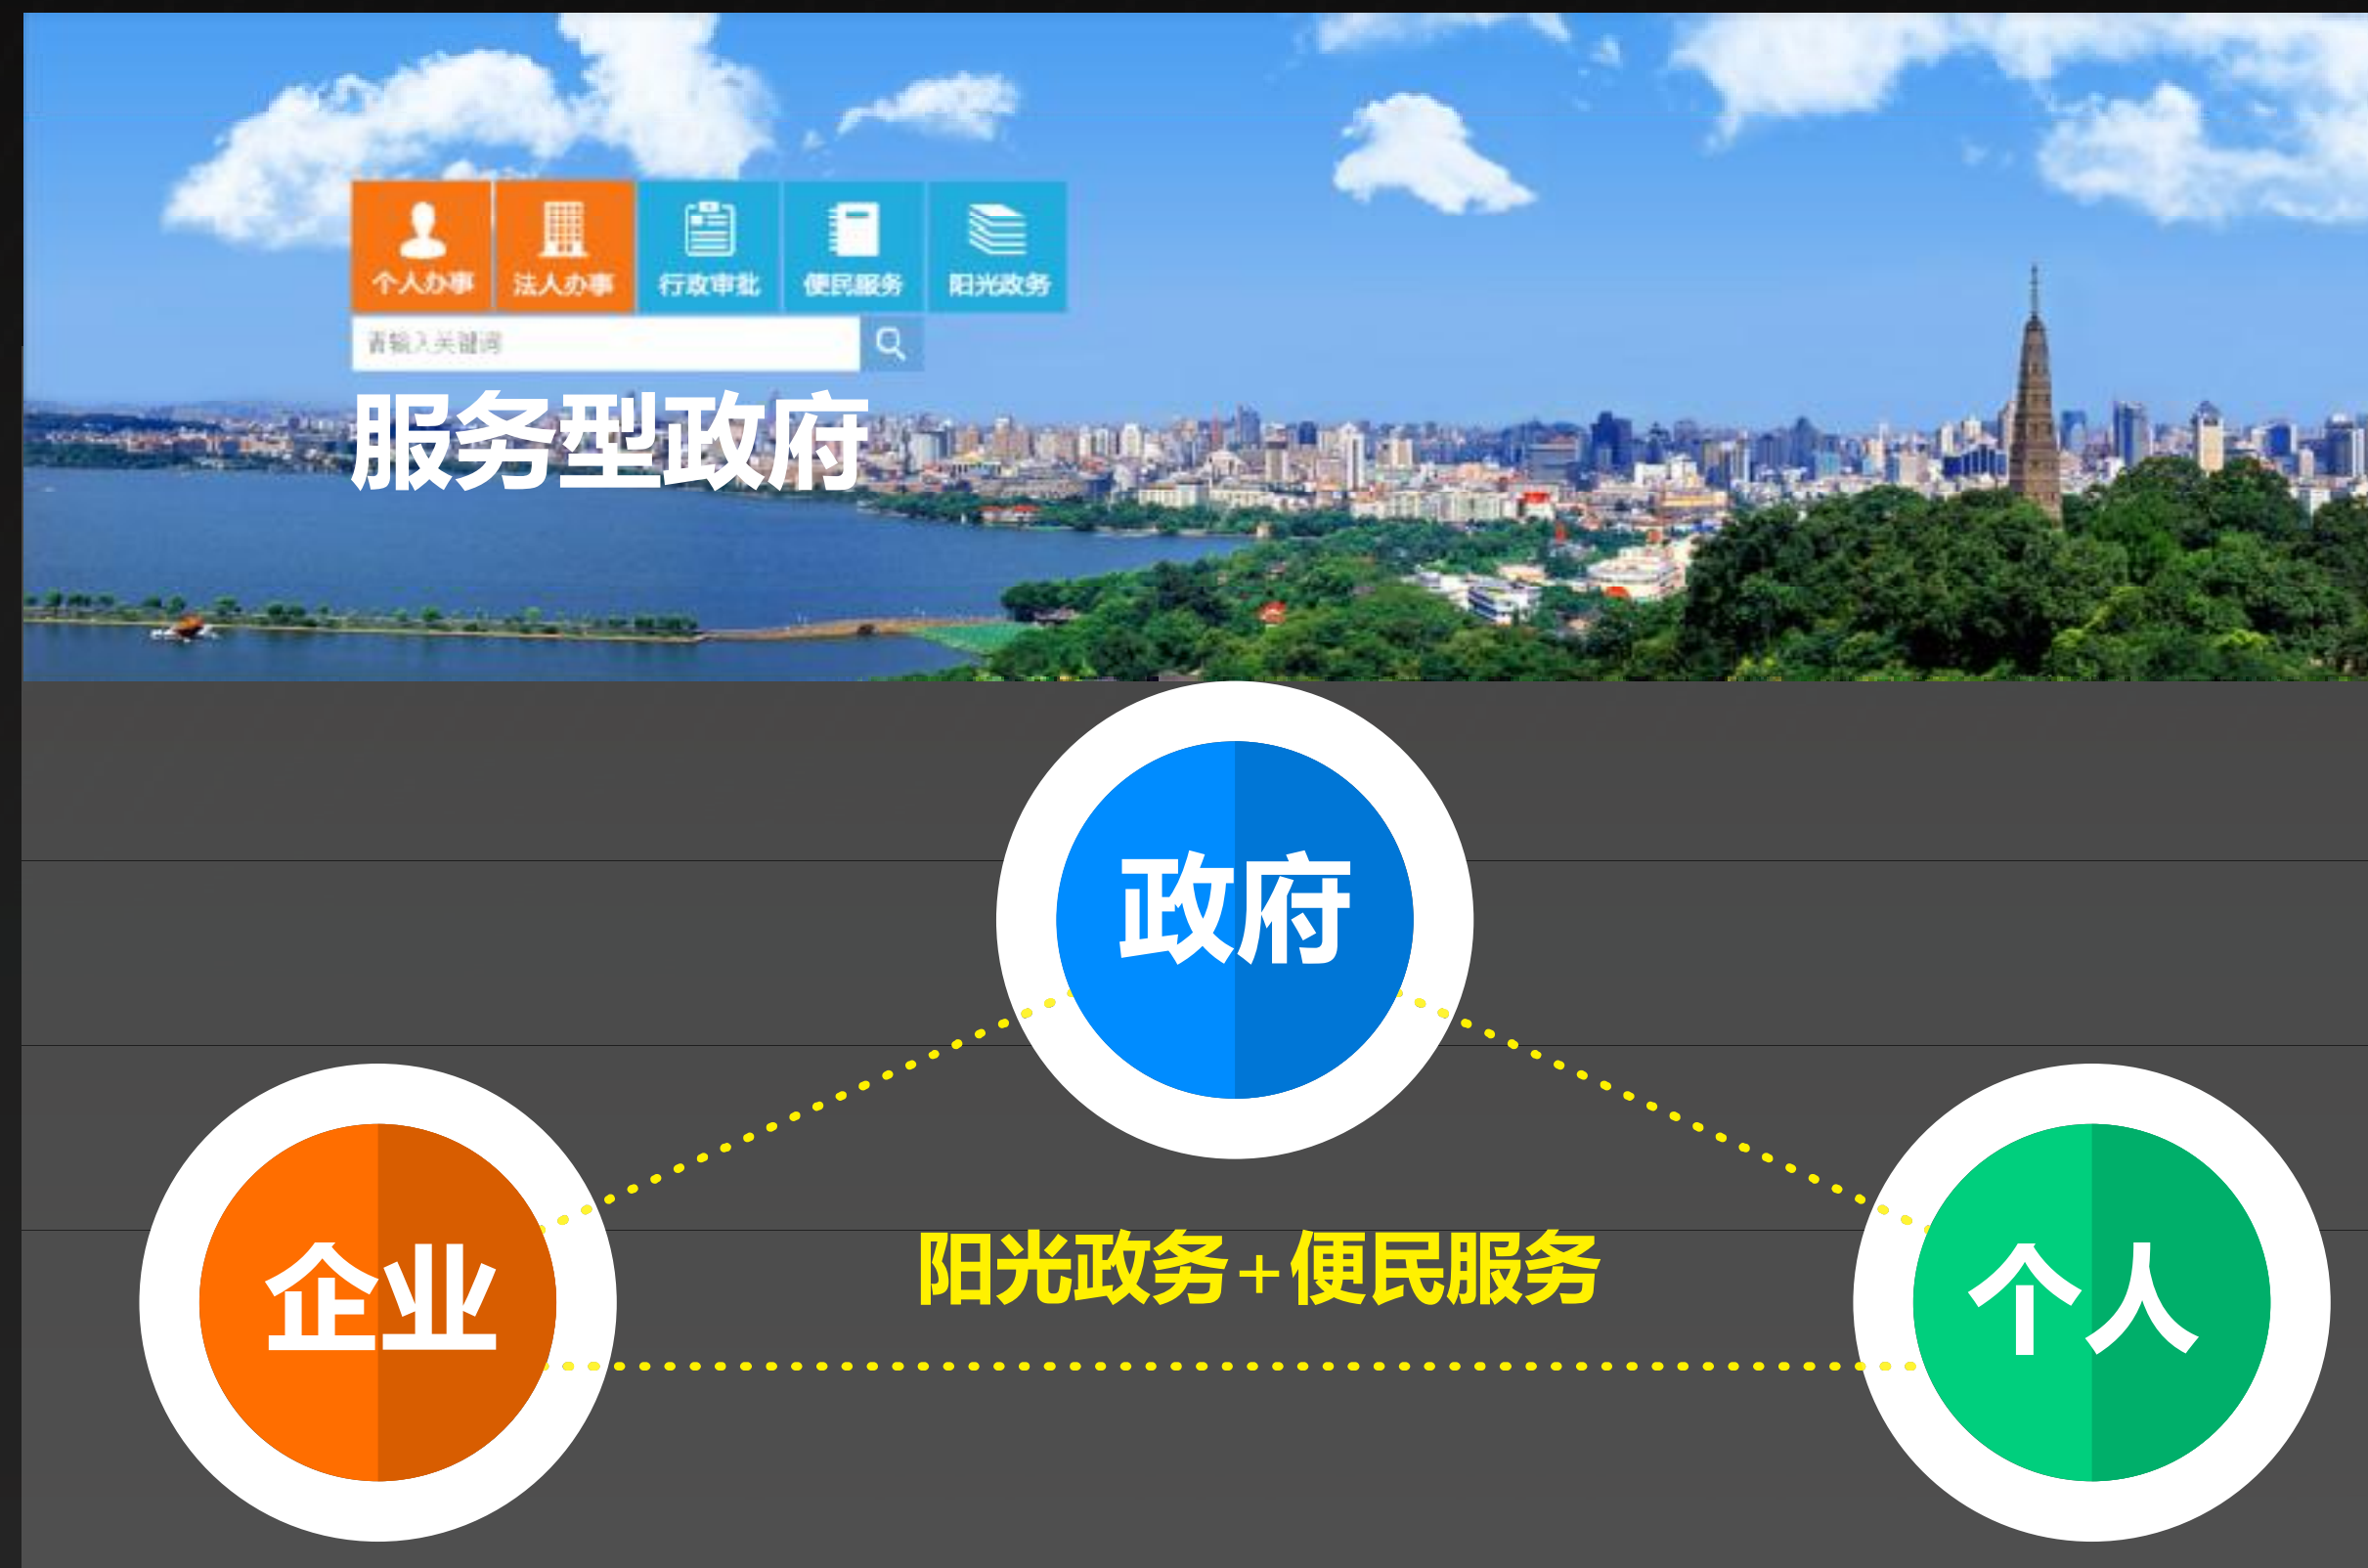 个人办事 法人办事 行政审批 便民服务 阳光政务
请输入关键词
服务型政府
政府
企业
阳光政务+便民服务
个人